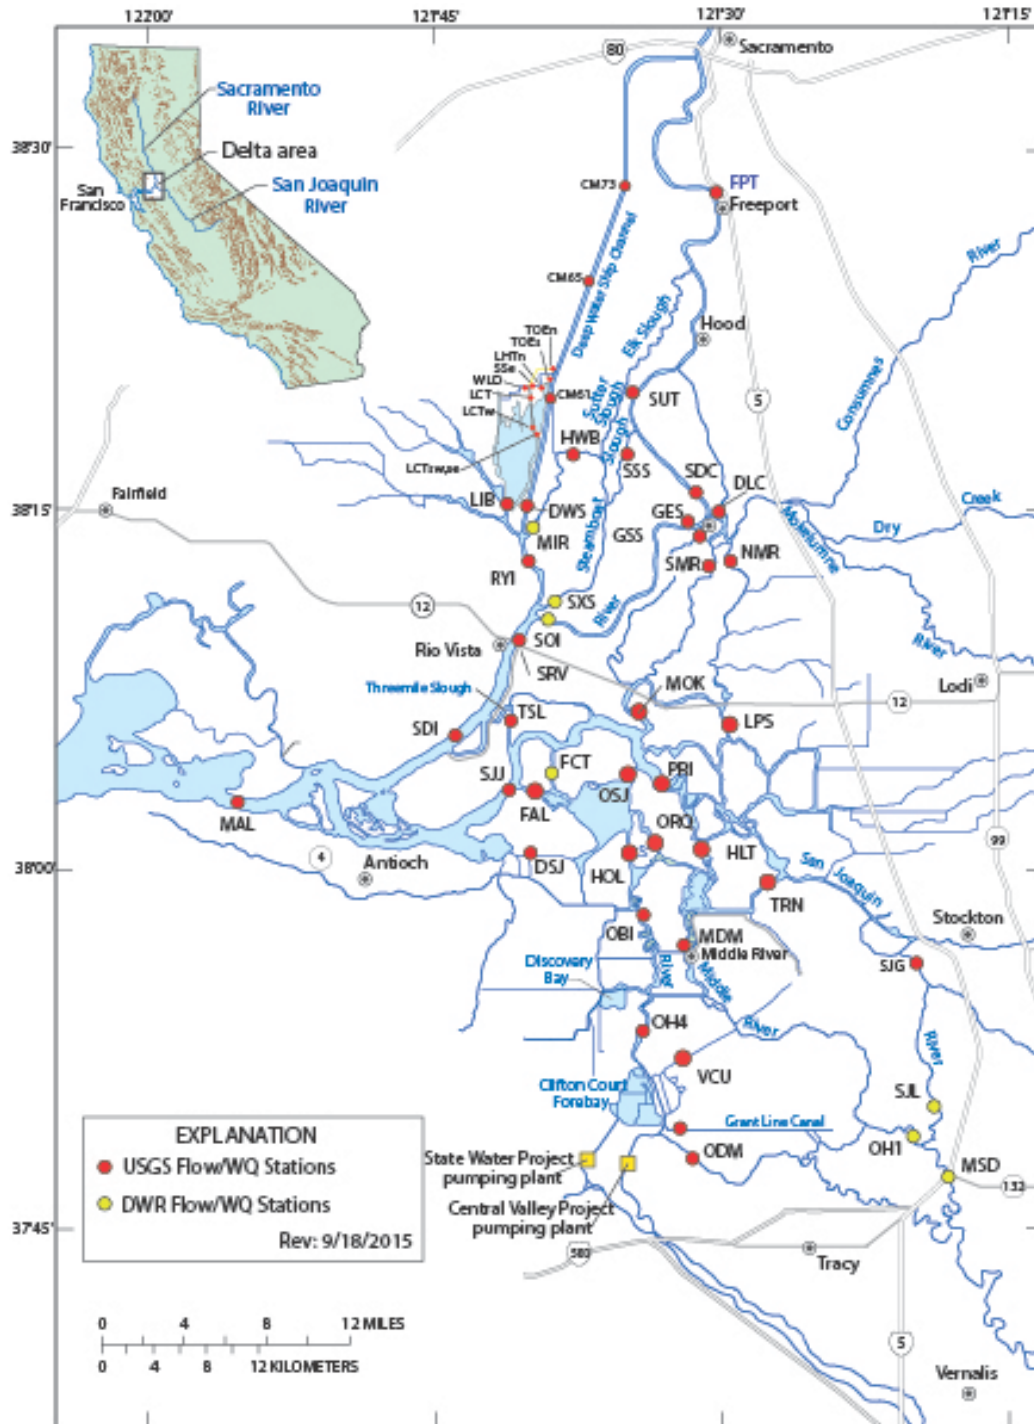 122°00'
121°45'
121°30'
121°15'
80
Sacramento
Sacramento
River
38°30'
Delta area
San
Francisco
San Joaquin
River
CM73
FPT
Freeport
Deep Water Ship Channel
River
CM65
Elk Slough
Hood
TOEn
TOEs
LHTn
SSe
WLD
LCT
CM61
Sutter
Slough
SUT
5
Consumnes
LCTw
HWB
Slough
SSS
LCTsw,se
SDC
DLC
Fairfield
LIB
DWS
Steamboat
GES
Creek
38°15'
MIR
GSS
Mokelumne
Dry
RYI
SMR
NMR
12
SXS
River
SOI
River
Rio Vista
SRV
MOK
Lodi
Threemile Slough
12
TSL
LPS
SDI
SJJ
FCT
PRI
OSJ
MAL
FAL
ORQ
4
Antioch
DSJ
HLT
99
38°00'
HOL
San Joaquin
TRN
Stockton
OBI
MDM
Middle River
SJG
Discovery
Bay
River
Middle
River
OH4
River
VCU
Clifton Court
Forebay
SJL
Grant Line Canal
OH1
EXPLANATION
USGS Flow/WQ Stations
State Water Project
pumping plant
ODM
MSD
132
DWR Flow/WQ Stations
Central Valley Project
pumping plant
37°45'
Rev: 9/18/2015
580
Tracy
0 4 8 12 MILES
0 4 8 12 KILOMETERS
5
Vernalis